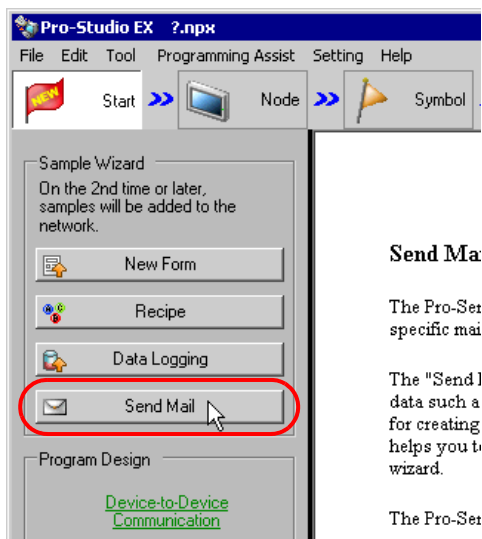 Pro-Studio EX ?.npx
File Edit Tool Programming Assist Setting Help
NEW Start Node Symbol
Sample Wizard
On the 2nd time or later,
samples will be added to the
network.
New Form
A C B Recipe
Data Logging
Send Mail
Program Design
Device-to-Device
Communication
Send Ma
The Pro-Ser
specific mai
The "Send
data such a
for creating
helps you to
wizard.
The Pro-Ser